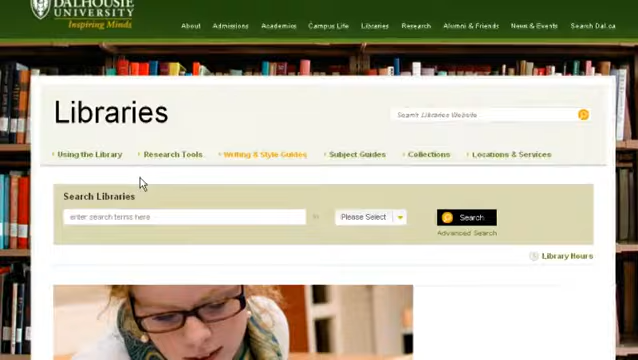 DALHOUSIE
UNIVERSITY
Inspiring Minds
About Admissions Academics Campus Life Libraries Research Alumni & Friends News & Events Search Dal.ca
Libraries
Search Libraries Website
Using the Library Research Tools Writing & Style Guides Subject Guides Collections Locations & Services
Search Libraries
enter search terms here in Please Select Search
Advanced Search
Library Hours